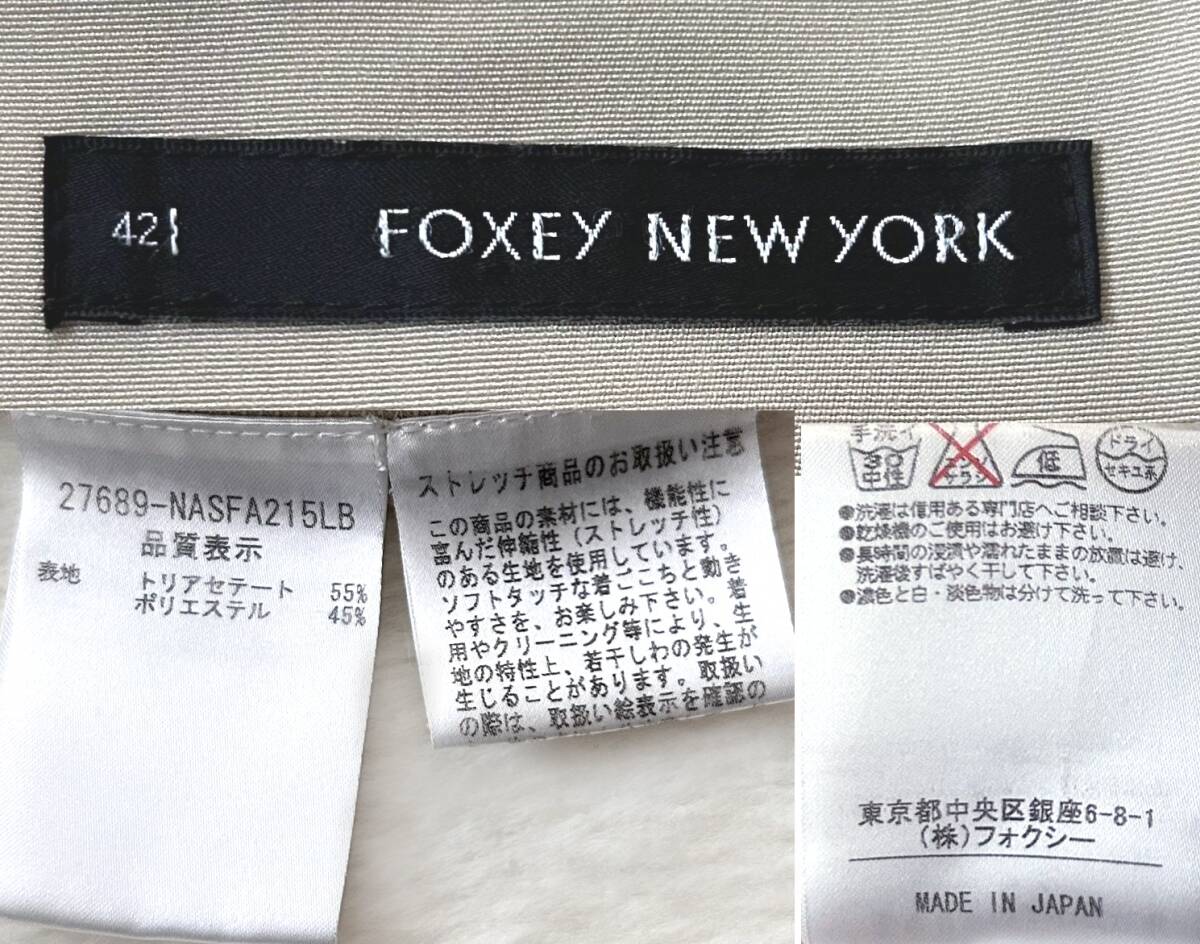 42
FOXEY NEW YORK
27689-NASFA215LB
品質表示
表地 トリアセテート 55%
ポリエステル 45%
ストレッチ商品のお取扱い注意
この商品の素材には、機能性に
富んだ伸縮性（ストレッチ性）
のある生地を使用しています。
ソフトタッチな着ごこちと動き
やすさを、お楽しみ下さい。着
用やクリーニング等により、生
地の特性上、若干しわの発生が
生じることがあります。取扱い
の際は、取扱い絵表示を確認の
手洗イ
30
中性
エンソ
サラシ
低
ドライ
セキユ系
●洗濯は信用ある専門店へご相談下さい。
●乾燥機のご使用はお避け下さい。
●長時間の浸漬や濡れたままの放置は避け、
洗濯後すばやく干して下さい。
●濃色と白・淡色物は分けて洗って下さい。
東京都中央区銀座6-8-1
(株)フォクシー
MADE IN JAPAN